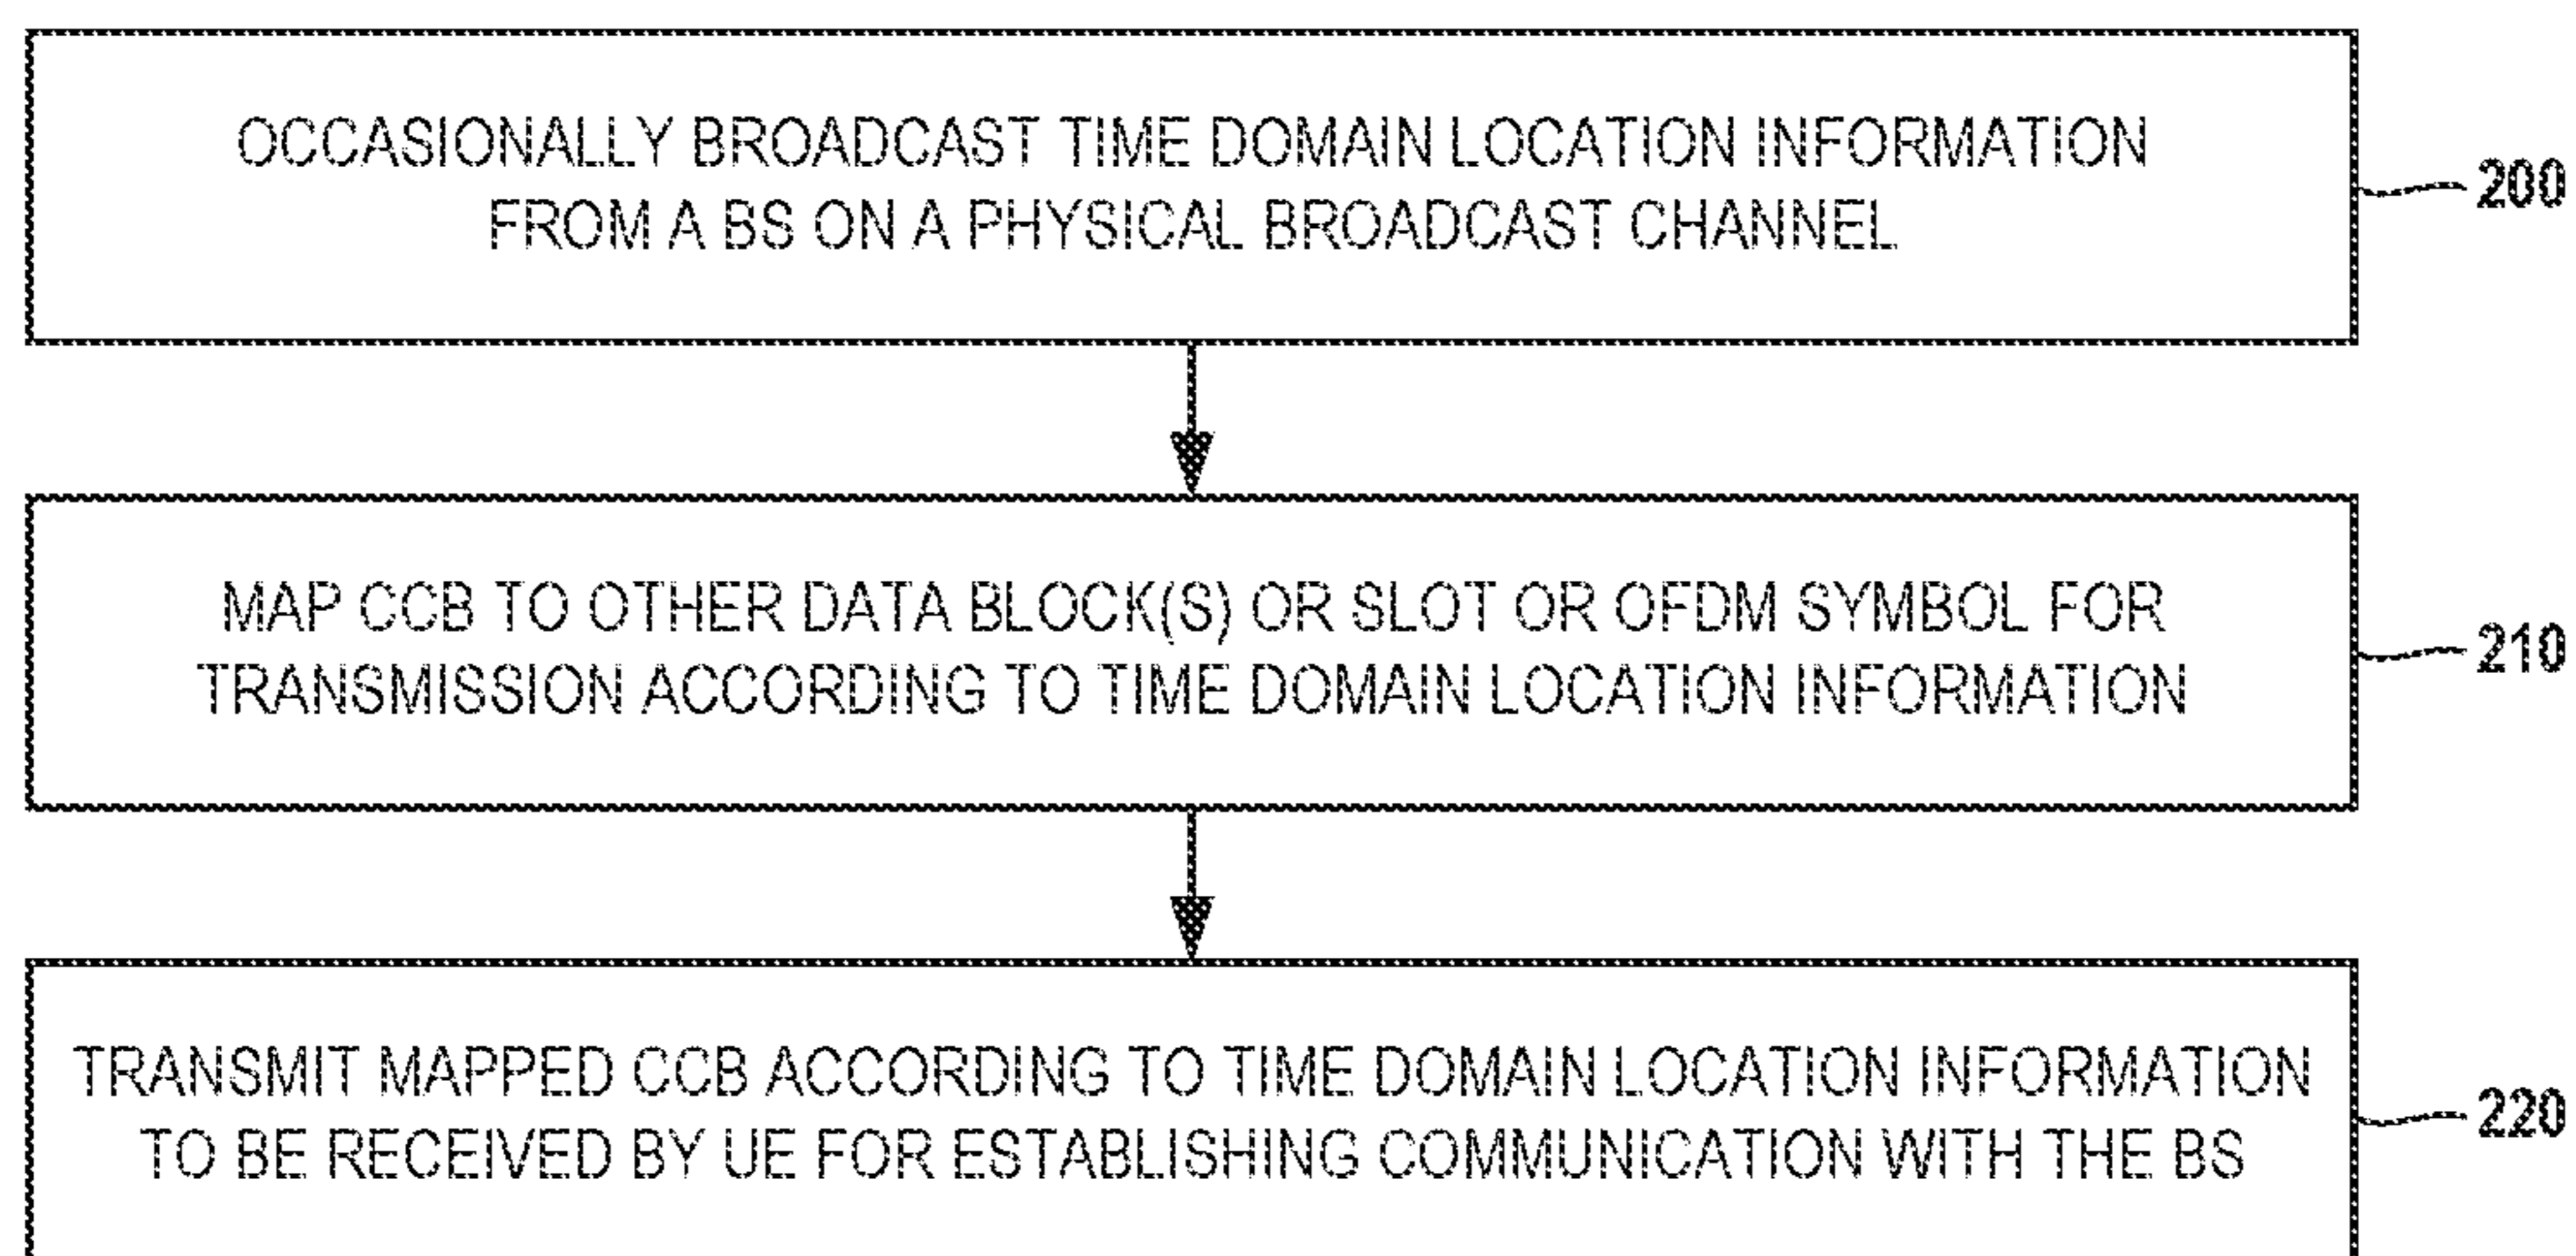 OCCASIONALLY BROADCAST TIME DOMAIN LOCATION INFORMATION
FROM A BS ON A PHYSICAL BROADCAST CHANNEL
200
MAP CCB TO OTHER DATA BLOCK(S) OR SLOT OR OFDM SYMBOL FOR
TRANSMISSION ACCORDING TO TIME DOMAIN LOCATION INFORMATION
210
TRANSMIT MAPPED CCB ACCORDING TO TIME DOMAIN LOCATION INFORMATION
TO BE RECEIVED BY UE FOR ESTABLISHING COMMUNICATION WITH THE BS
220